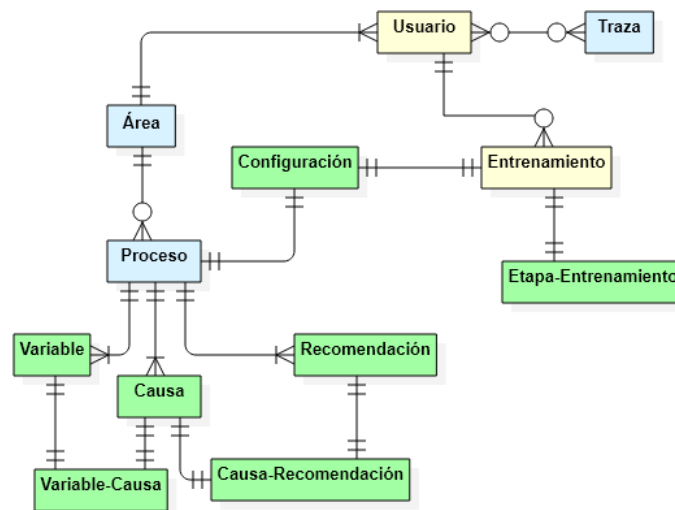 Usuario
Traza
Área
Configuración
Entrenamiento
Proceso
Etapa-Entrenamiento
Variable
Recomendación
Causa
Variable-Causa
Causa-Recomendación